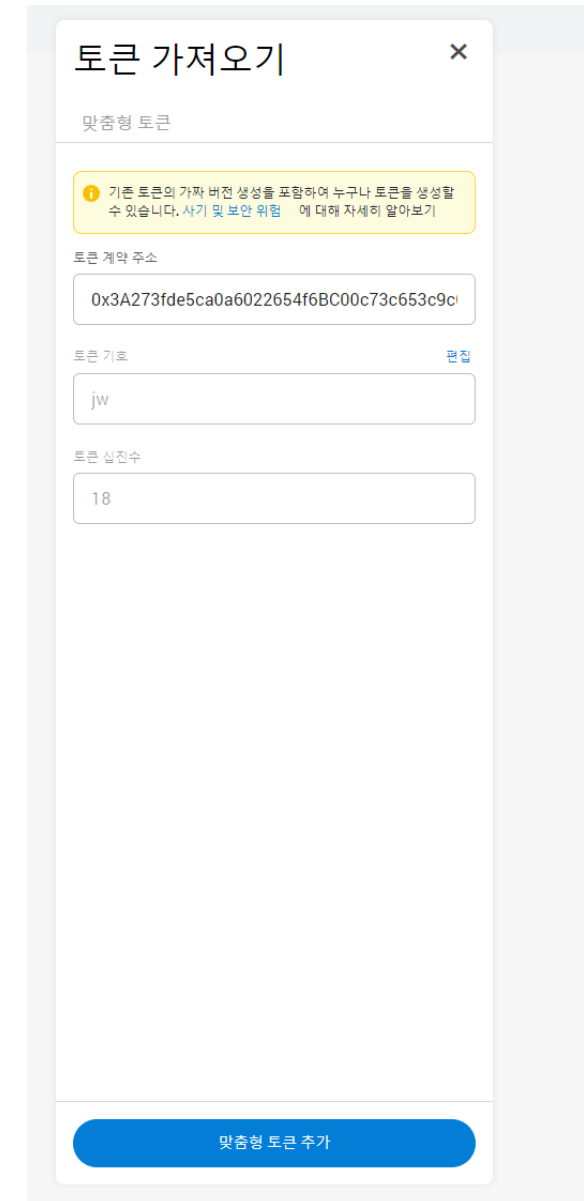 토큰 가져오기 ×
맞춤형 토큰
기존 토큰의 가짜 버전 생성을 포함하여 누구나 토큰을 생성할
수 있습니다. 사기 및 보안 위험 에 대해 자세히 알아보기
토큰 계약 주소
0x3A273fde5ca0a6022654f6BC00c73c653c9c
토큰 기호 편집
jw
토큰 십진수
18
맞춤형 토큰 추가